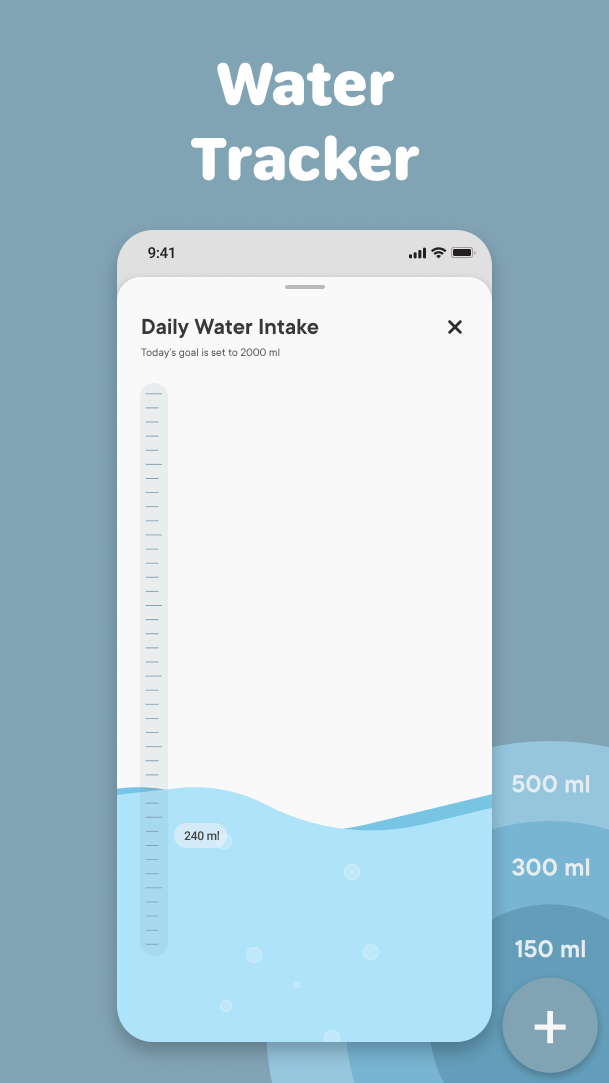 Water
Tracker
9:41
Daily Water Intake
Today's goal is set to 2000 ml
500 ml
240 ml
300 ml
150 ml
+